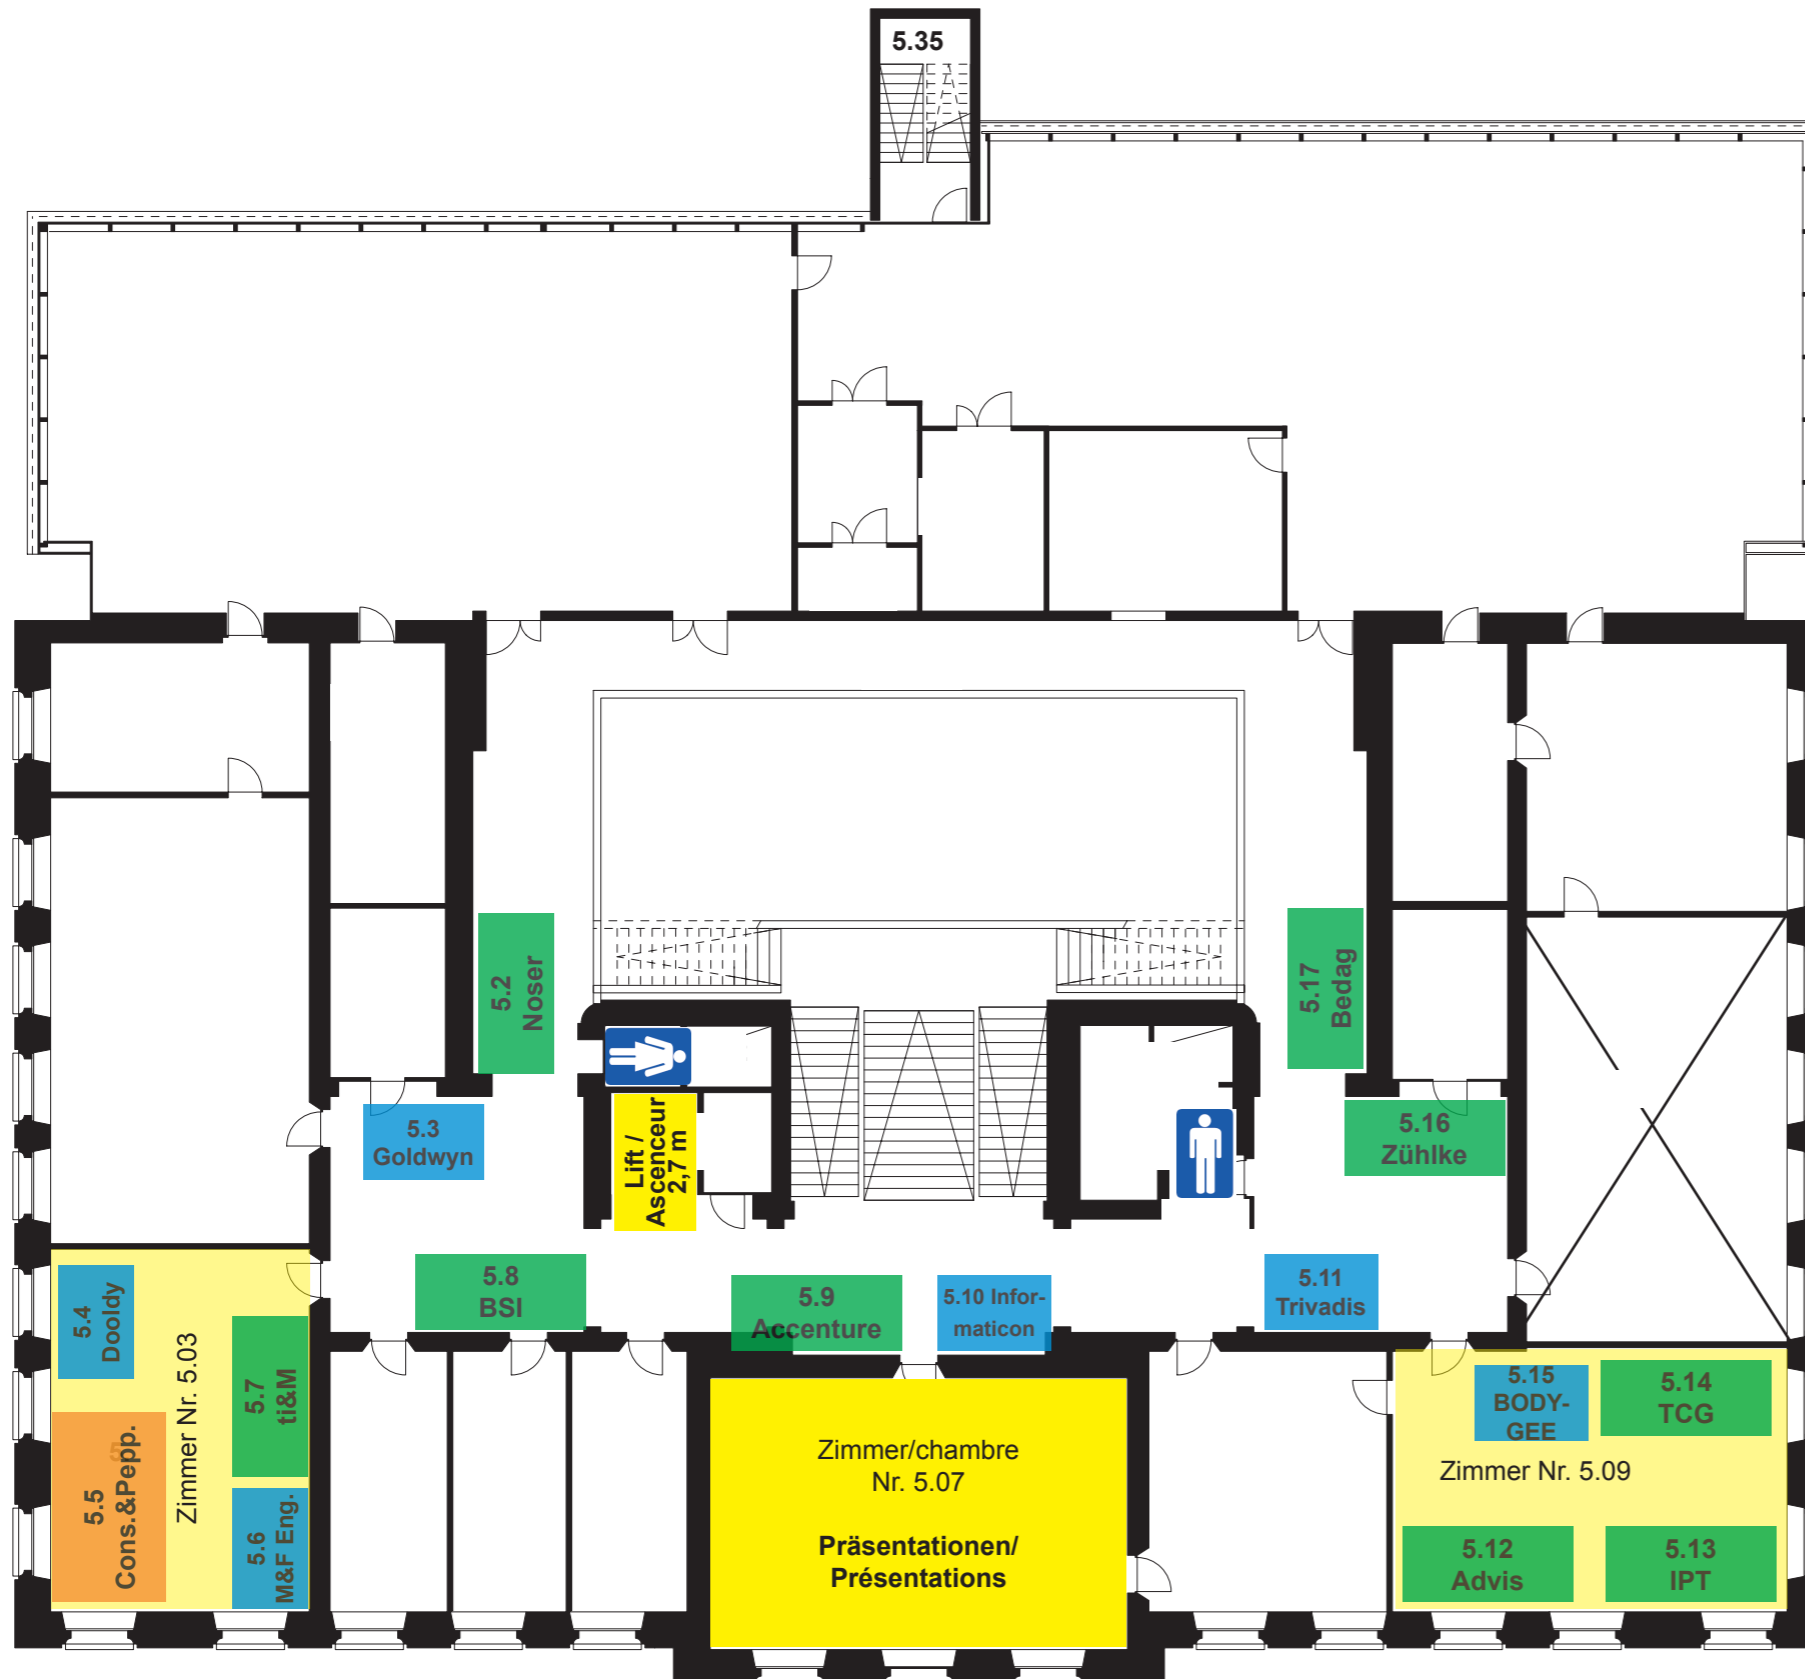 5.35
5.2
Noser
5.17
Bedag
5.3
Goldwyn
Lift /
Ascenceur
2,7 m
5.16
Zühlke
5.8
BSI
5.9
Accenture
5.10 Infor-
maticon
5.11
Trivadis
5.4
Dooldy
5.7
ti&M
Zimmer Nr. 5.03
5.5
Cons.&Pepp.
5.6
M&F Eng.
Zimmer/chambre
Nr. 5.07
Präsentationen/
Présentations
5.15
BODY-
GEE
5.14
TCG
Zimmer Nr. 5.09
5.12
Advis
5.13
IPT